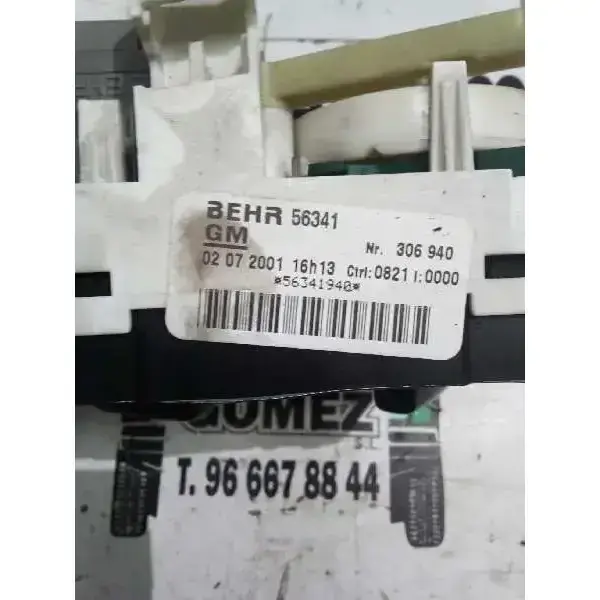 BEHR 56341
GM
Nr. 306 940
02 07 2001 16h13 Ctrl:0821 I:0000
*56341940*
GOMEZ
S.L.
T. 96 667 88 44